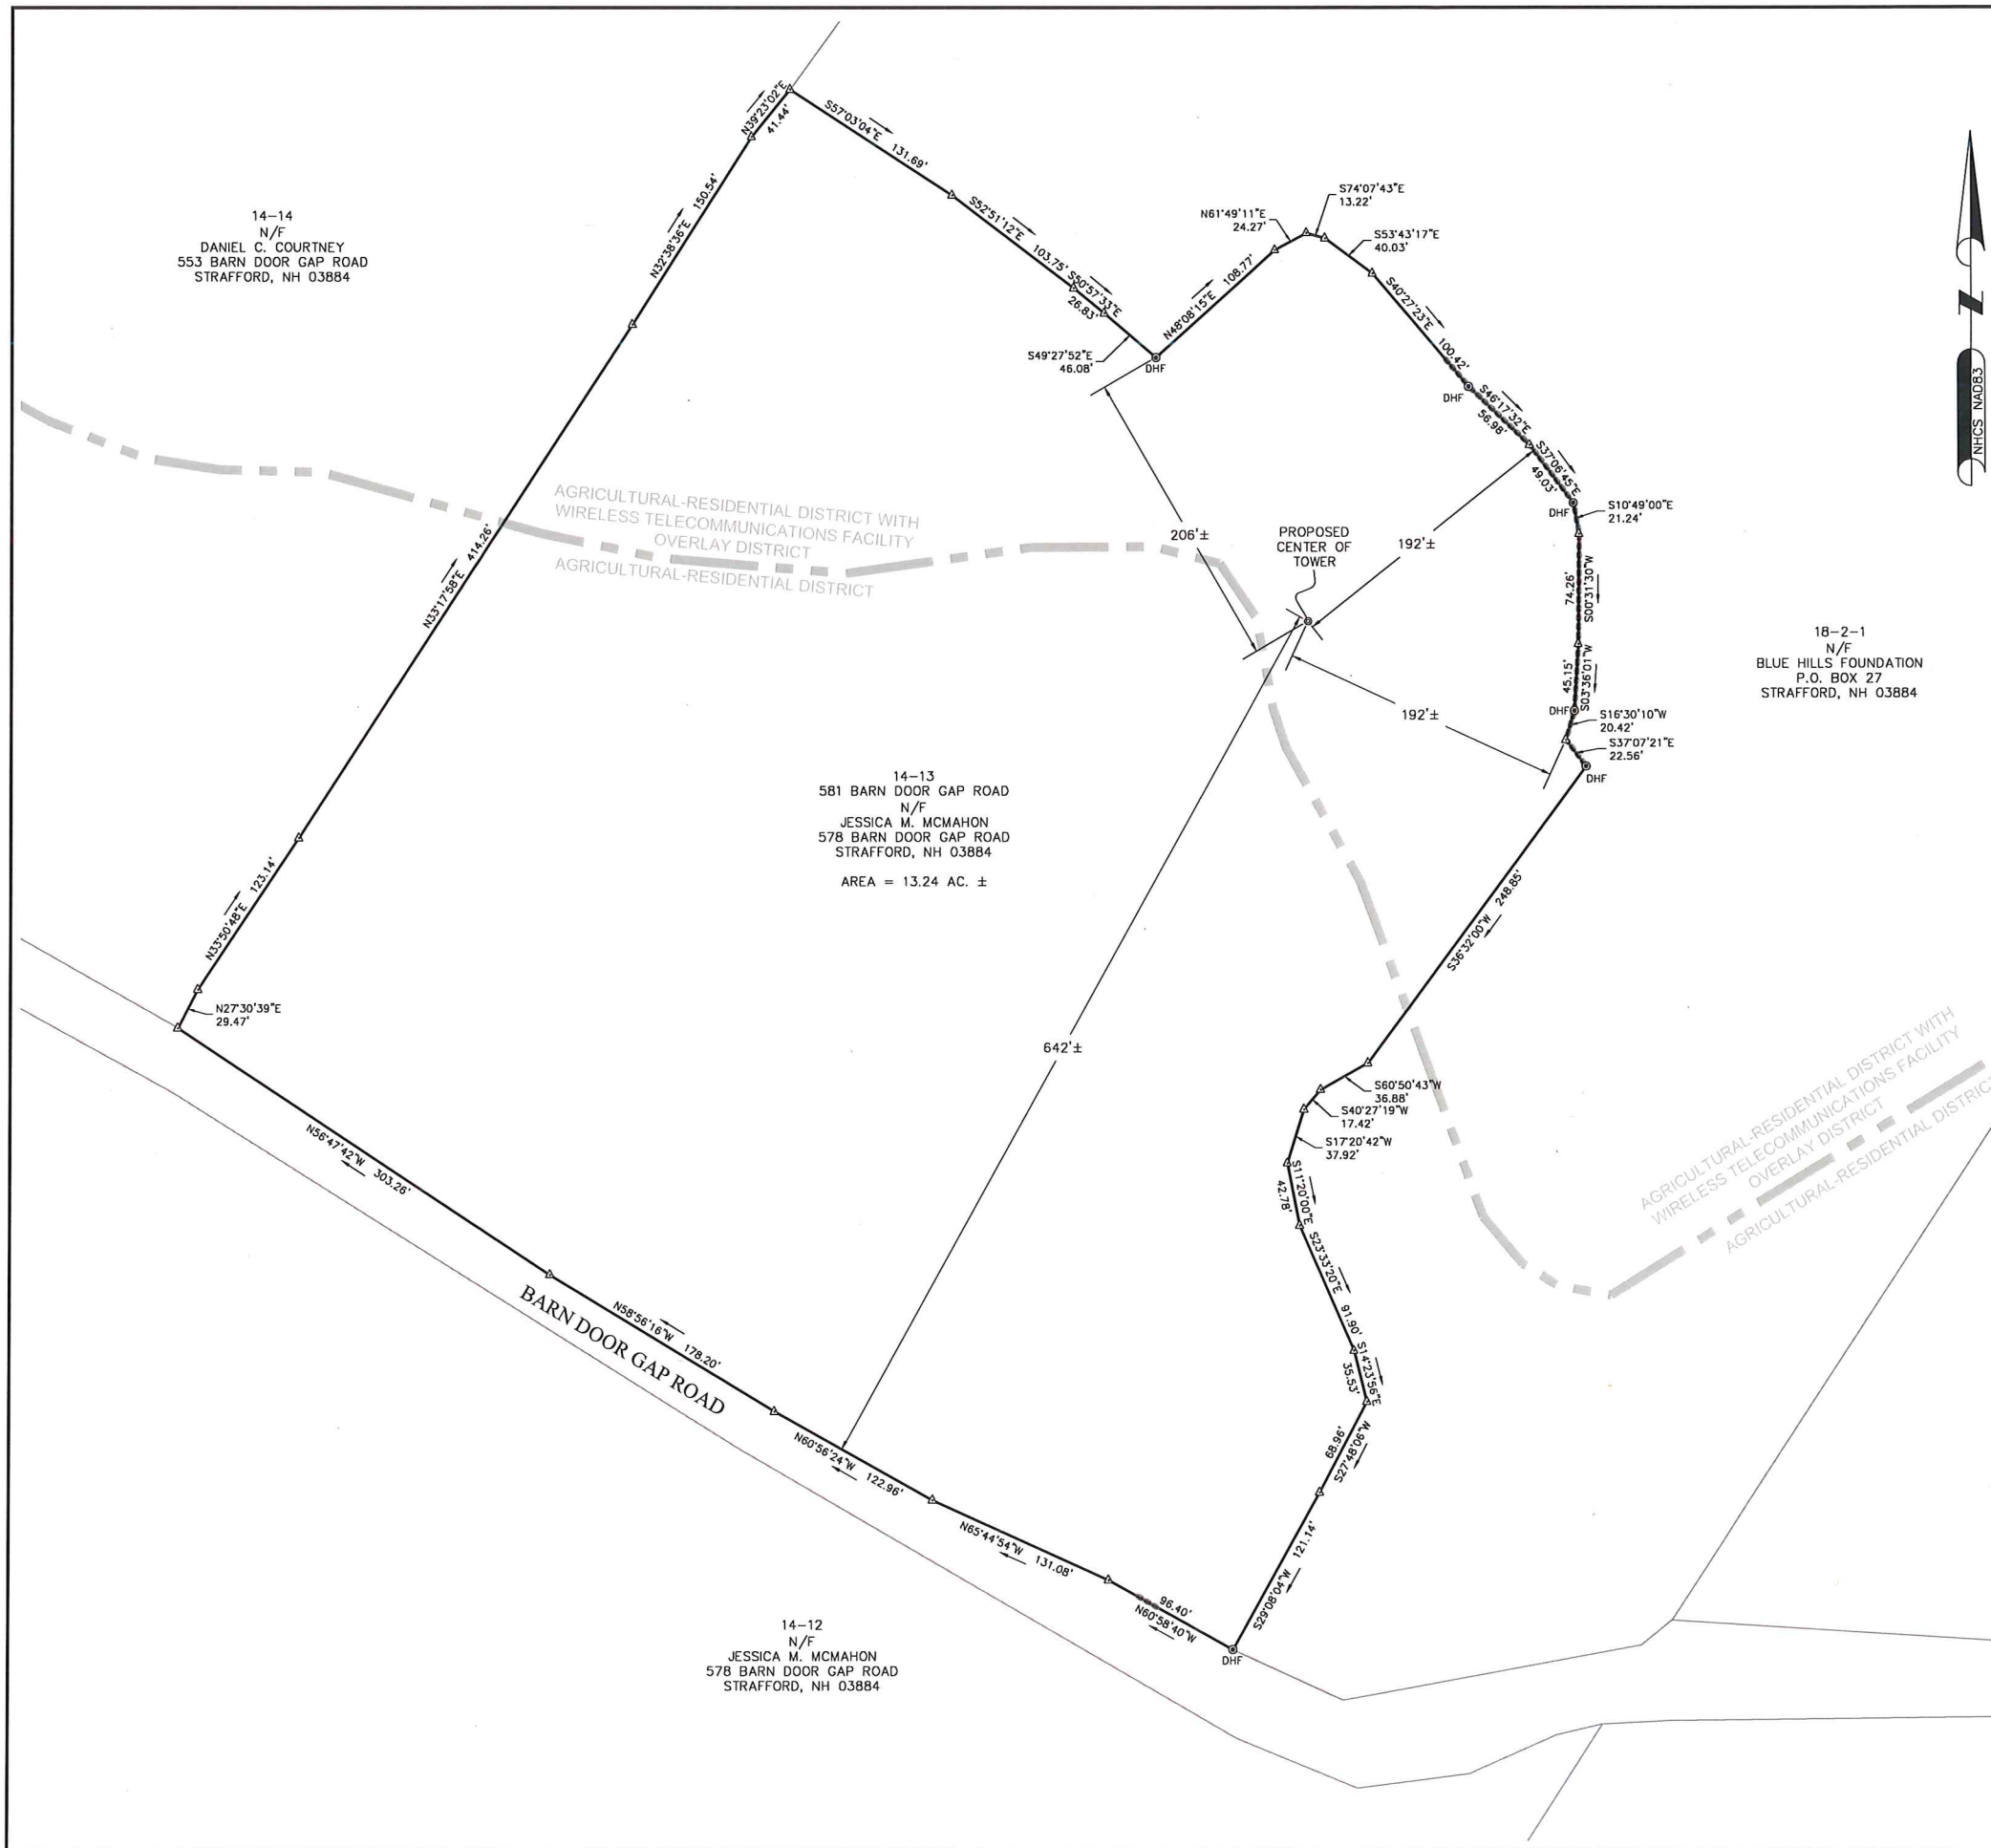 N39°23'02"E
41.44'
S57°03'04"E 131.69'
14-14
N/F
DANIEL C. COURTNEY
553 BARN DOOR GAP ROAD
STRAFFORD, NH 03884
N32°38'36"E 150.54'
S52°51'12"E 103.75'
S50°57'33"E
26.83'
S49°27'52"E
46.08'
DHF
N48°08'15"E 108.77'
N61°49'11"E
24.27'
S74°07'43"E
13.22'
S53°43'17"E
40.03'
S40°27'23"E 100.42'
DHF
S46°17'32"E
56.98'
S37°06'45"E
49.03'
DHF
S10°49'00"E
21.24'
NHCS NAD83
Z
AGRICULTURAL-RESIDENTIAL DISTRICT WITH
WIRELESS TELECOMMUNICATIONS FACILITY
OVERLAY DISTRICT
AGRICULTURAL-RESIDENTIAL DISTRICT
N33°17'58"E 414.26'
206'±
PROPOSED
CENTER OF
TOWER
192'±
74.26'
S00°31'30"W
18-2-1
N/F
BLUE HILLS FOUNDATION
P.O. BOX 27
STRAFFORD, NH 03884
45.15'
S03°36'01"W
192'±
DHF
S16°30'10"W
20.42'
S37°07'21"E
22.56'
DHF
14-13
581 BARN DOOR GAP ROAD
N/F
JESSICA M. MCMAHON
578 BARN DOOR GAP ROAD
STRAFFORD, NH 03884
AREA = 13.24 AC. ±
N33°50'48"E 123.14'
S36°32'00"W 248.85'
N27°30'39"E
29.47'
642'±
S60°50'43"W
36.88'
S40°27'19"W
17.42'
S17°20'42"W
37.92'
AGRICULTURAL-RESIDENTIAL DISTRICT WITH
WIRELESS TELECOMMUNICATIONS FACILITY
OVERLAY DISTRICT
AGRICULTURAL-RESIDENTIAL DISTRICT
N56°47'42"W 303.26'
S11°20'00"E
42.78'
S23°33'20"E 91.90'
S14°23'56"E
35.53'
BARN DOOR GAP ROAD
N58°56'16"W 178.20'
68.96'
S27°48'06"W
N60°56'24"W 122.96'
N65°44'54"W 131.08'
S29°08'04"W 121.14'
96.40'
N60°58'40"W
DHF
14-12
N/F
JESSICA M. MCMAHON
578 BARN DOOR GAP ROAD
STRAFFORD, NH 03884